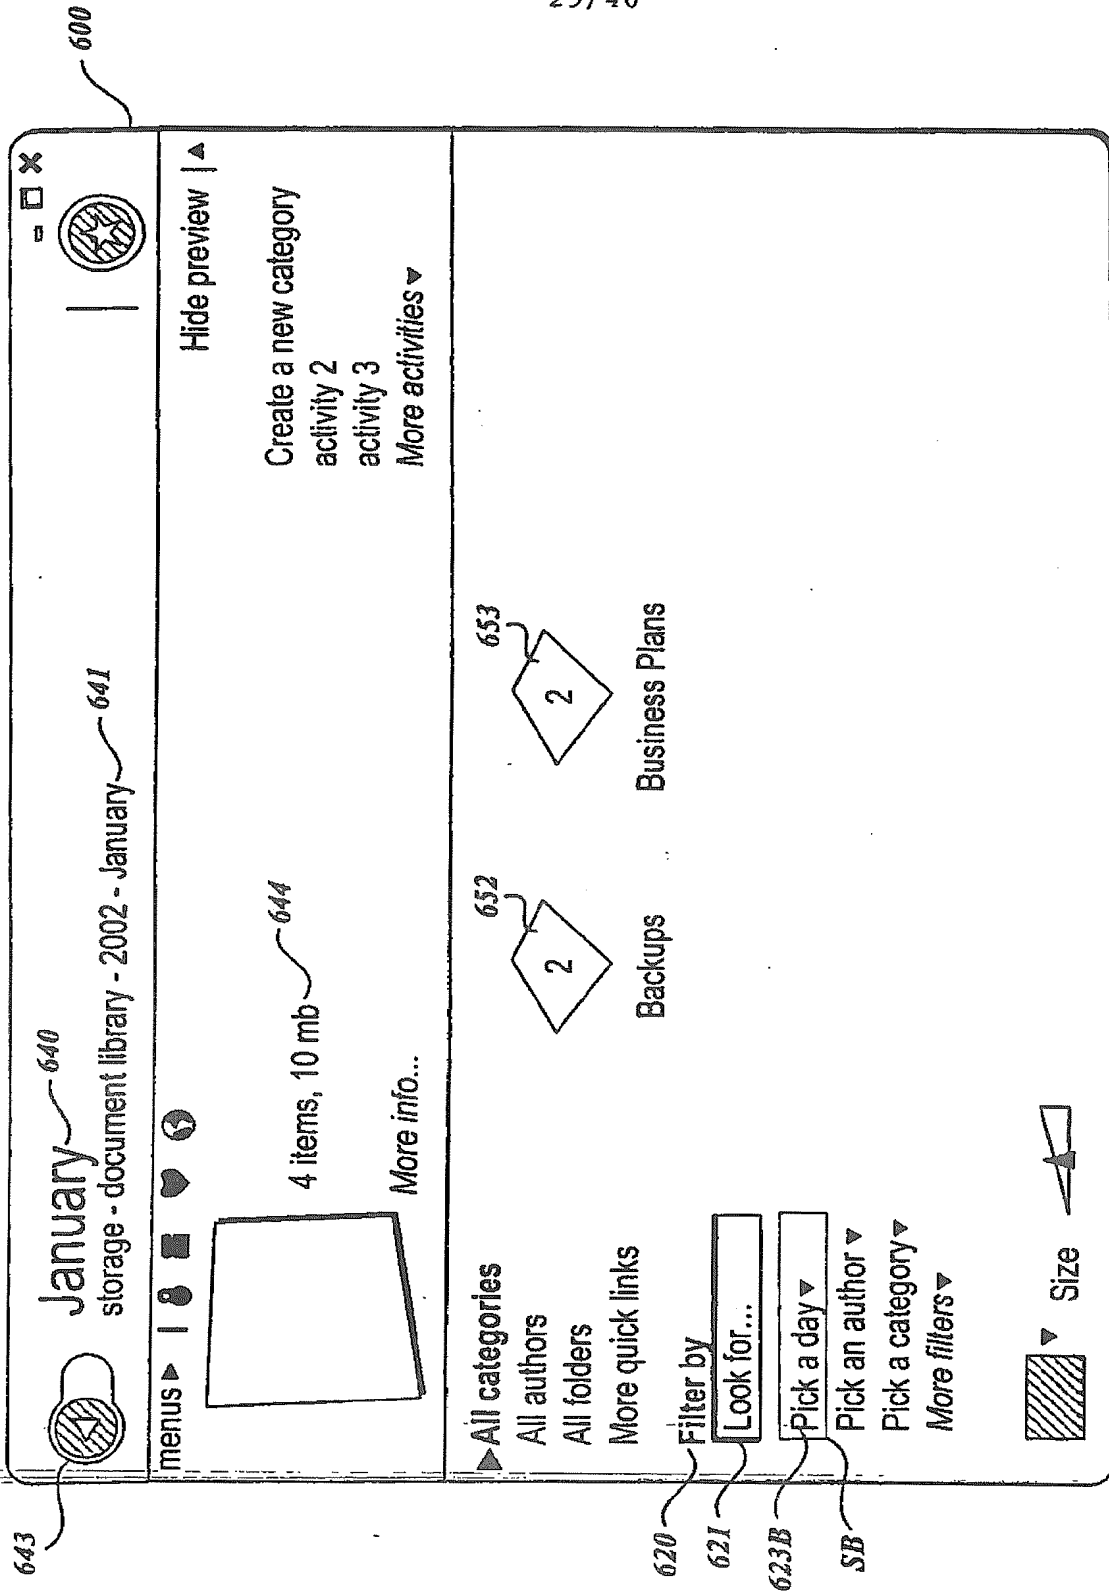 600
January 640
storage - document library - 2002 - January 641
643
menus
Hide preview
4 items, 10 mb 644
More info...
Create a new category
activity 2
activity 3
More activities
All categories
All authors
All folders
More quick links
620 Filter by
621 Look for...
623B Pick a day
SB
Pick an author
Pick a category
More filters
652
2
Backups
653
2
Business Plans
Size